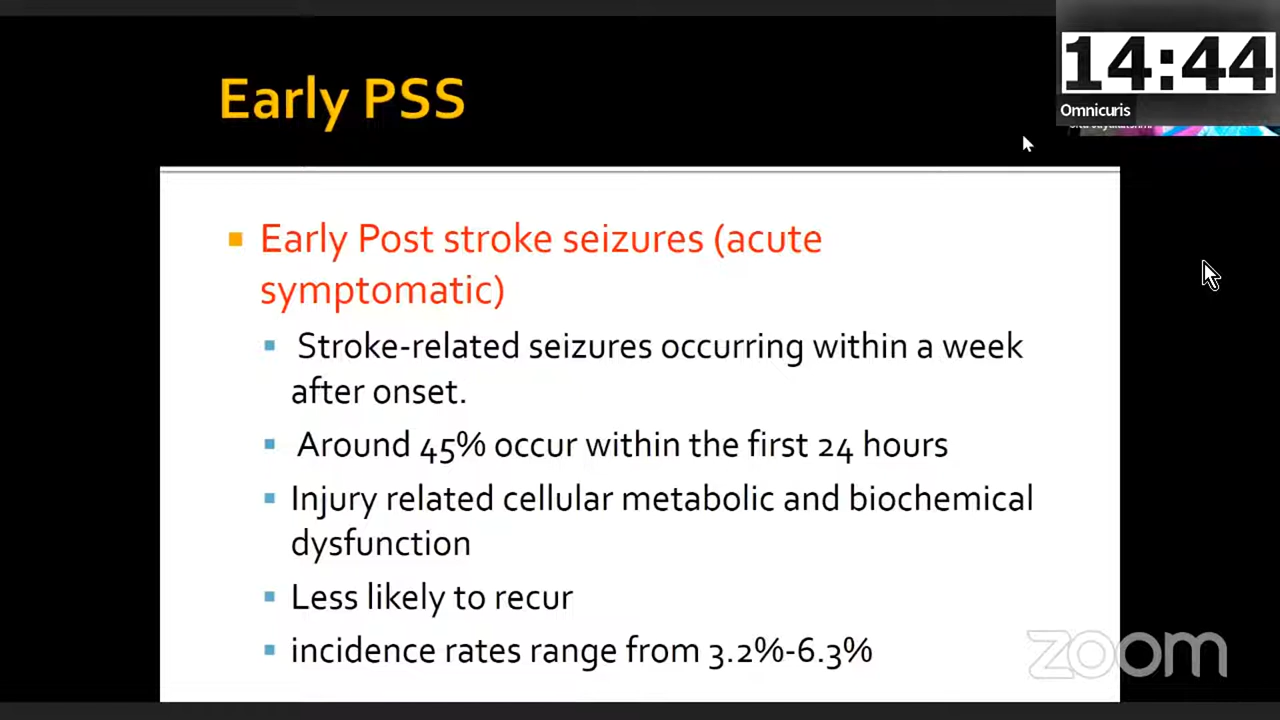 14:44
Omnicuris
Early PSS
Early Post stroke seizures (acute
symptomatic)
Stroke-related seizures occurring within a week
after onset.
Around 45% occur within the first 24 hours
Injury related cellular metabolic and biochemical
dysfunction
Less likely to recur
incidence rates range from 3.2%-6.3%
zoom